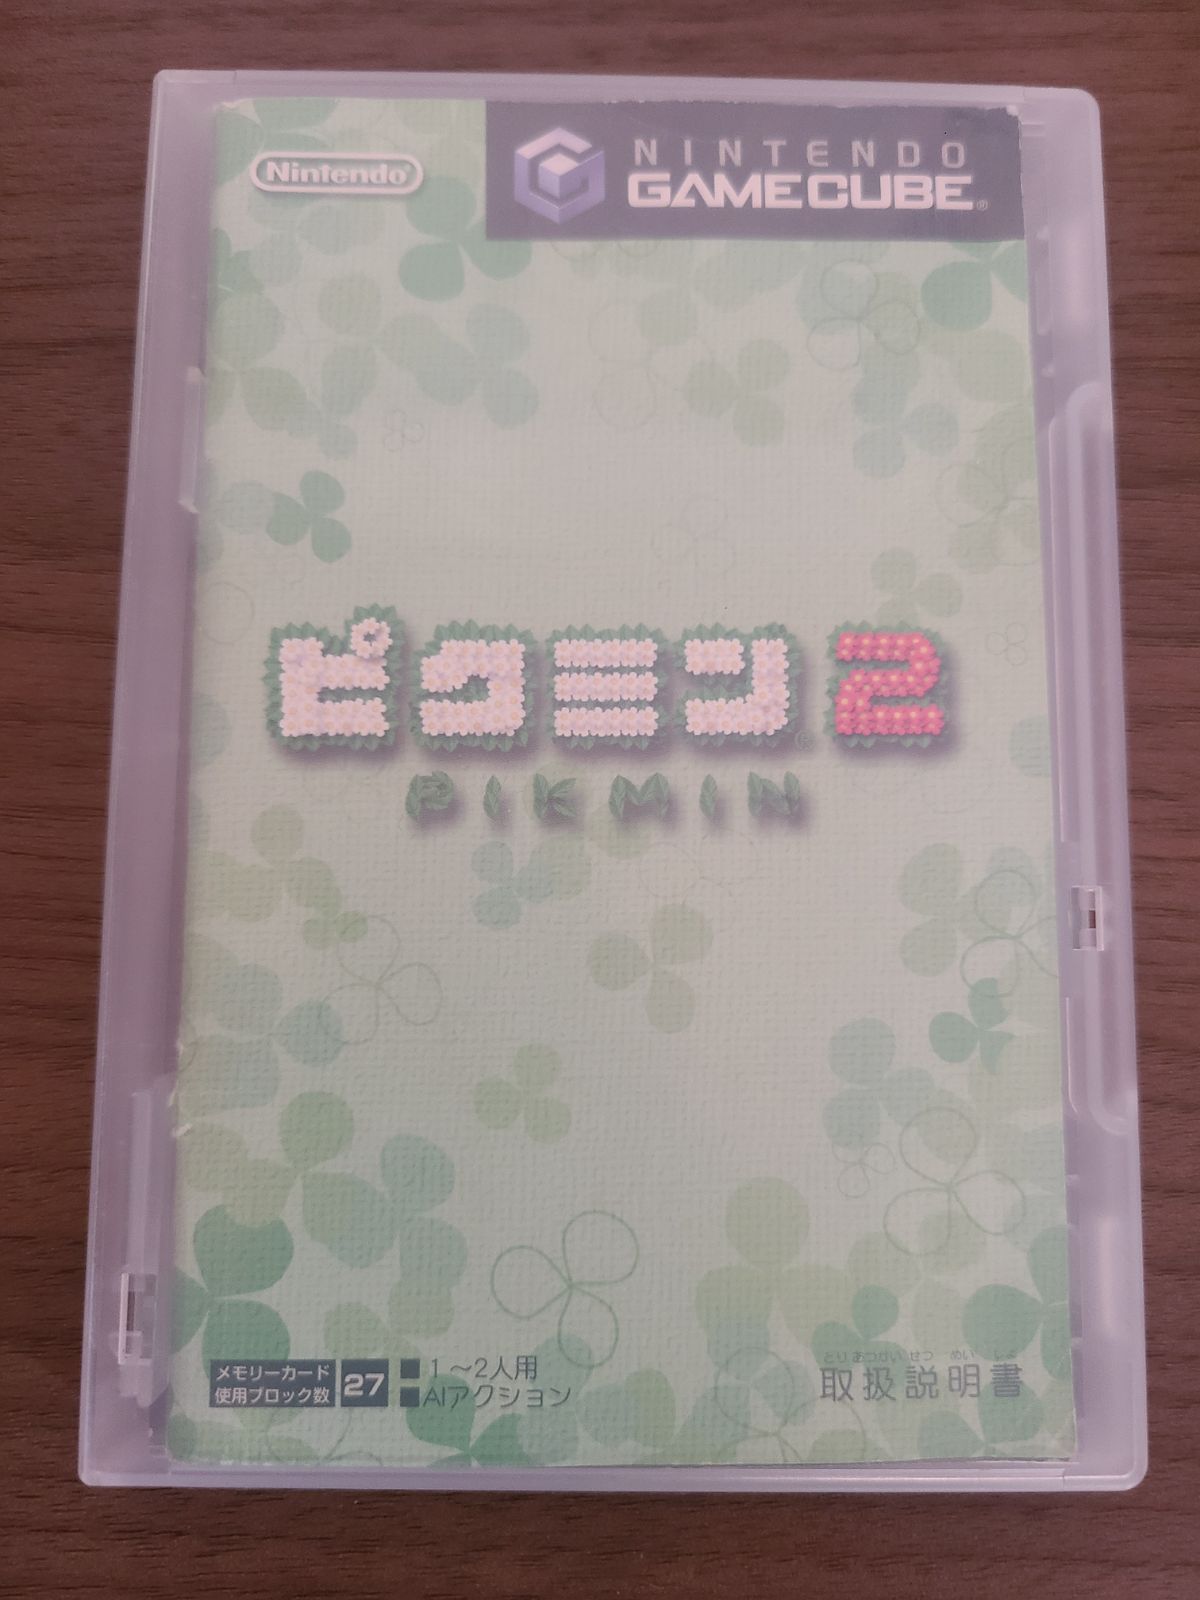 Nintendo
NINTENDO
GAMECUBE®
ピクミン2
PIKMIN
メモリーカード
使用ブロック数
27
1〜2人用
AIアクション
とりあつかいせつめいしょ
取扱説明書